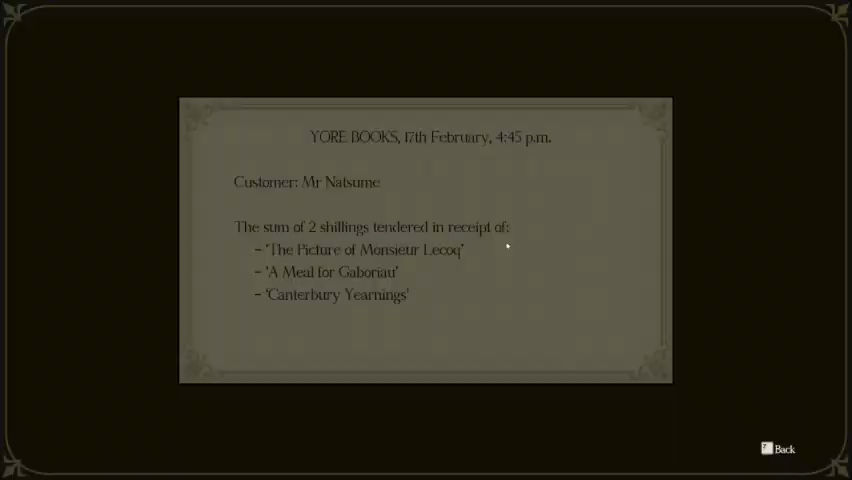 YORE BOOKS, 17th February, 4:45 p.m.
Customer: Mr Natsume
The sum of 2 shillings tendered in receipt of:
- 'The Picture of Monsieur Lecoq'
- 'A Meal for Gaboriau'
- 'Canterbury Yearnings'
Back